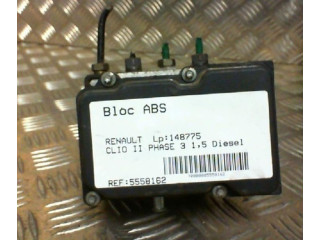 Bloc ABS
RENAULT Lp:148775
CLIO II PHASE 3 1,5 Diesel
REF:5558162